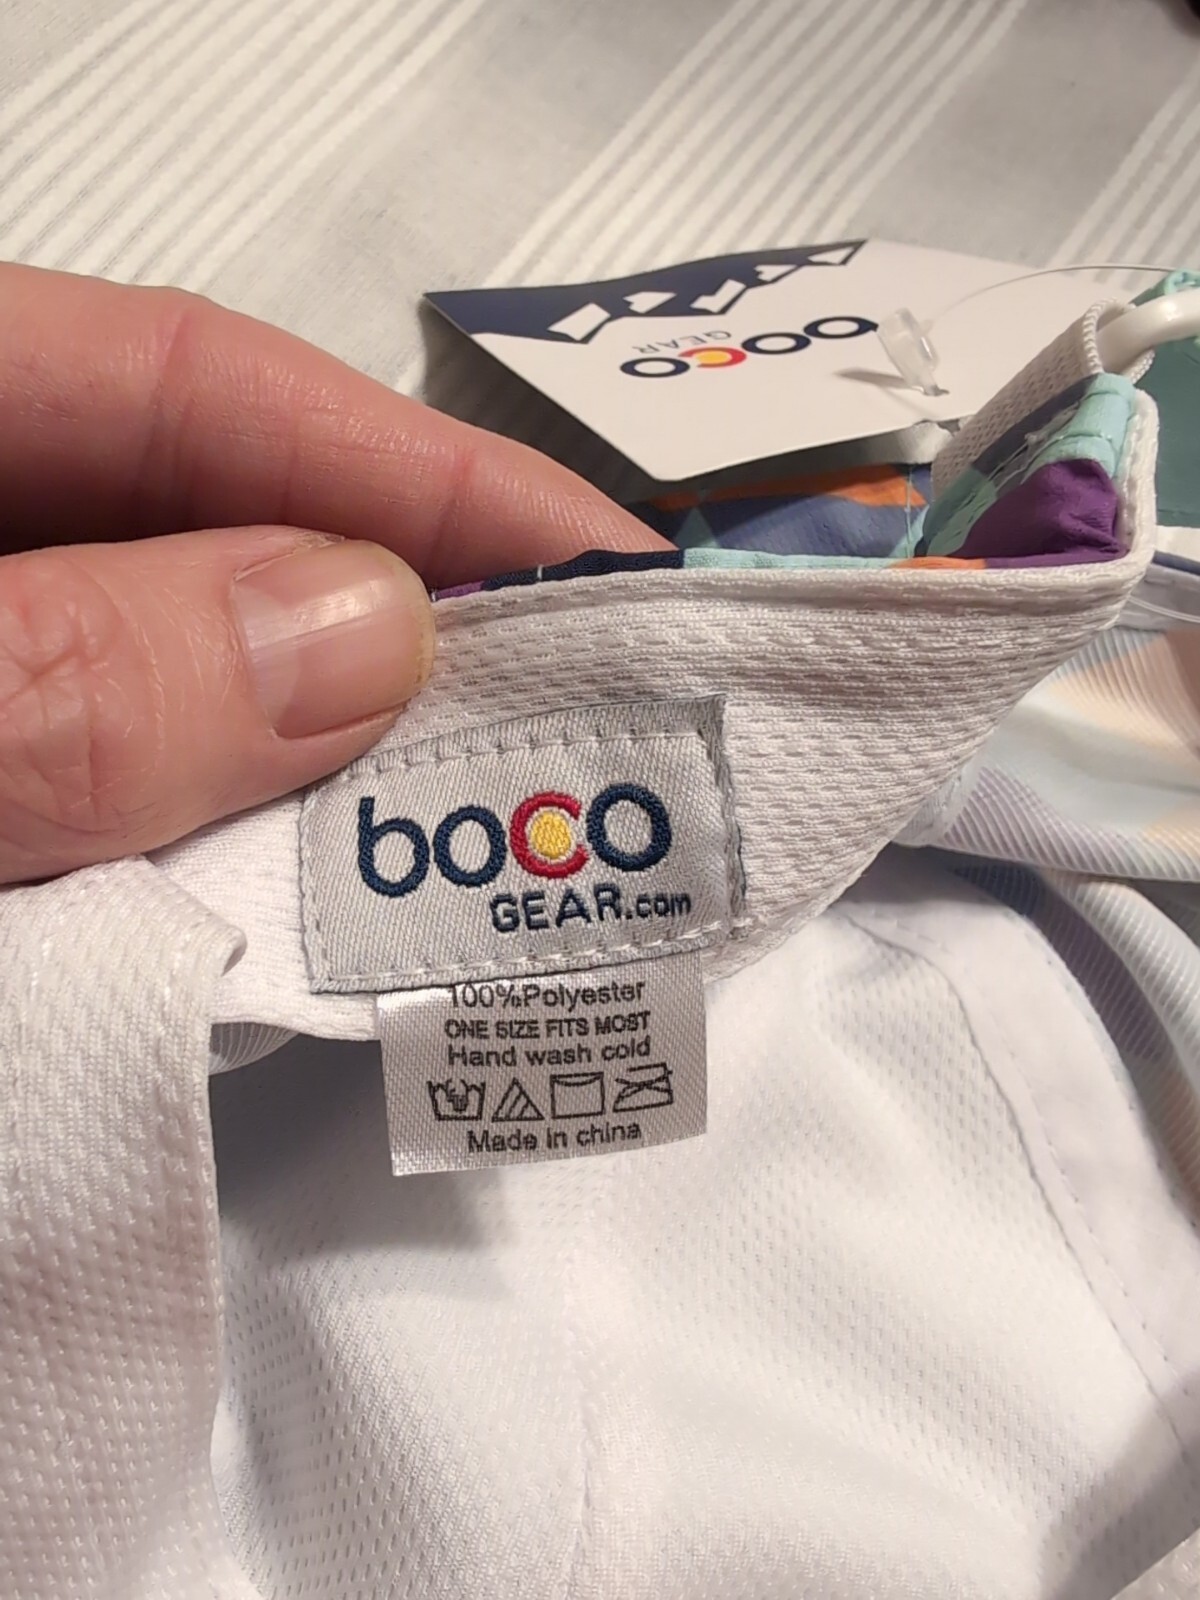 boco
GEAR
boco
GEAR.com
100%Polyester
ONE SIZE FITS MOST
Hand wash cold
Made in china